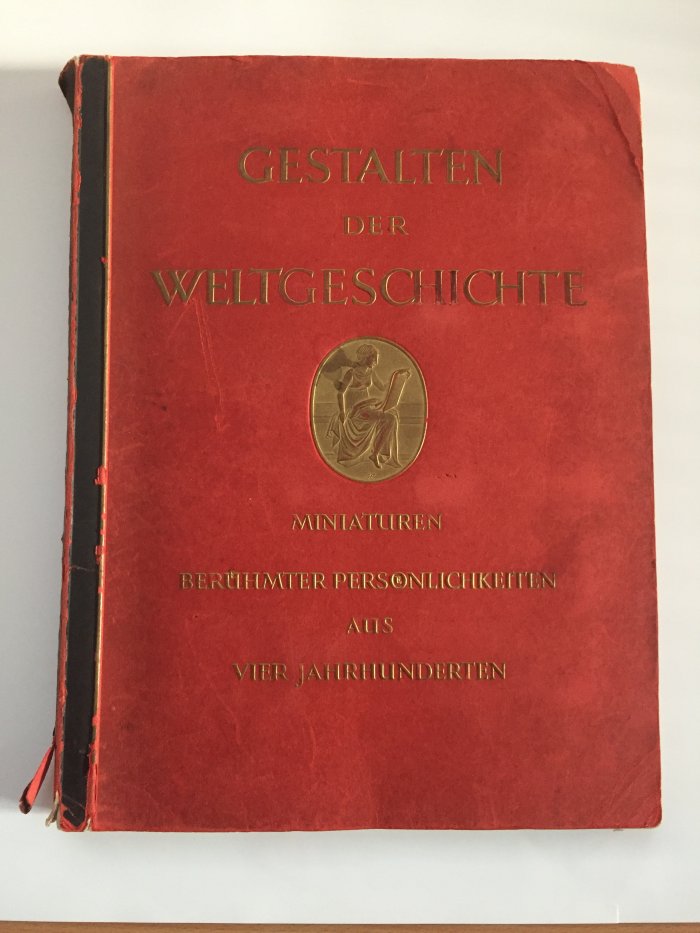 GESTALTEN
DER
WELTGESCHICHTE
MINIATUREN
BERÜHMTER PERSÖNLICHKEITEN
AUS
VIER JAHRHUNDERTEN